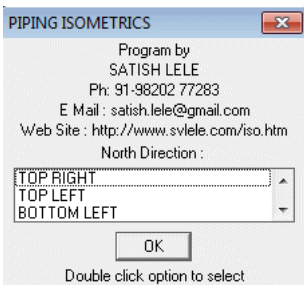 PIPING ISOMETRICS
Program by
SATISH LELE
Ph: 91-98202 77283
E Mail : satish.lele@gmail.com
Web Site : http://www.svlele.com/iso.htm
North Direction :
TOP RIGHT
TOP LEFT
BOTTOM LEFT
OK
Double click option to select